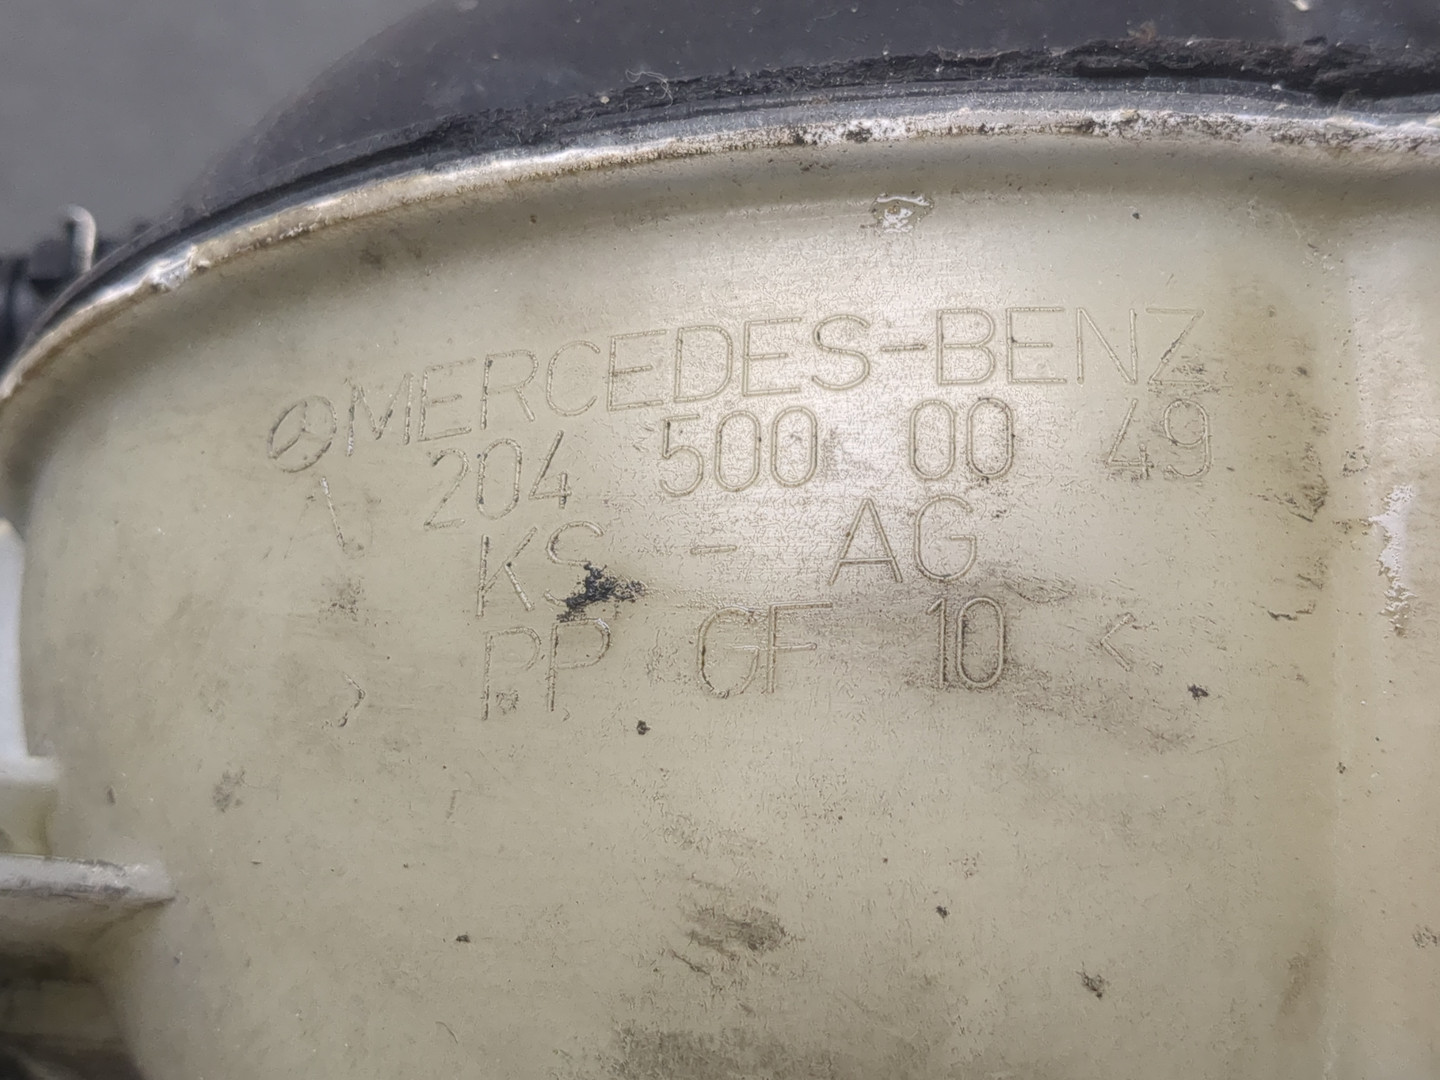 MERCEDES-BENZ
A 204 500 00 49
KS - AG
> PP GF 10 <